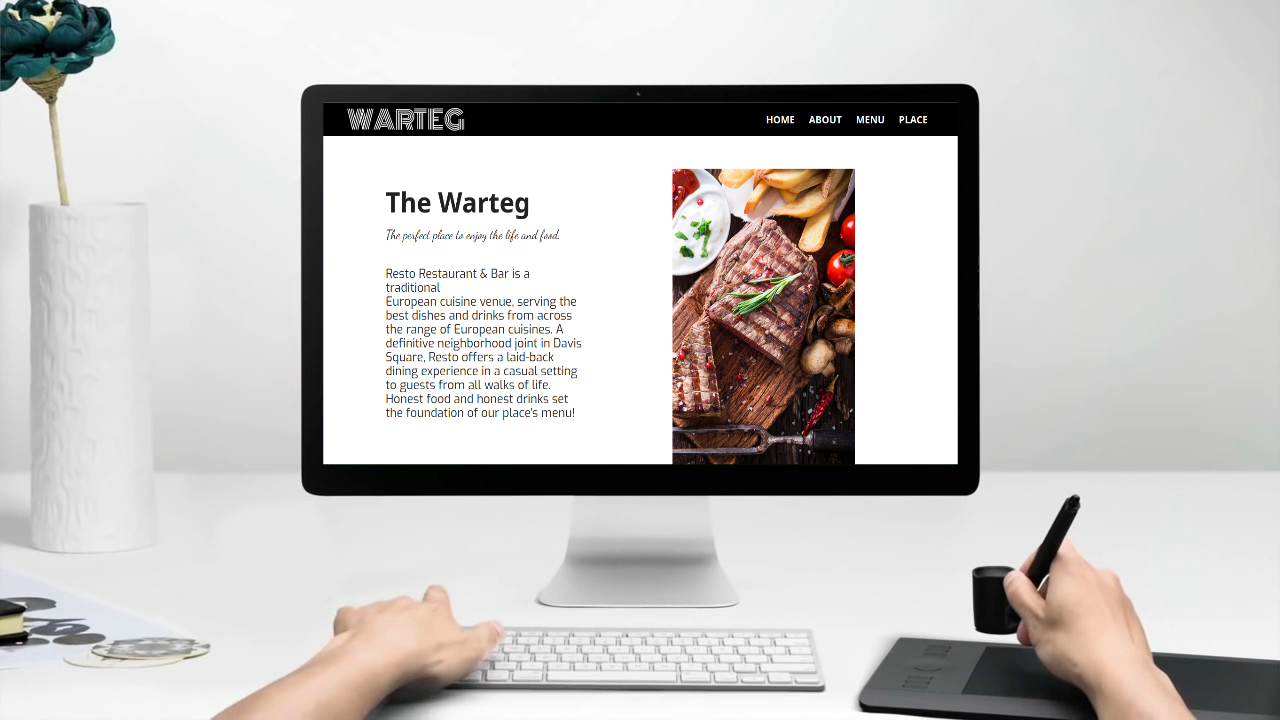 WARTEG
HOME ABOUT MENU PLACE
The Warteg
The perfect place to enjoy the life and food.
Resto Restaurant & Bar is a
traditional
European cuisine venue, serving the
best dishes and drinks from across
the range of European cuisines. A
definitive neighborhood joint in Davis
Square, Resto offers a laid-back
dining experience in a casual setting
to guests from all walks of life.
Honest food and honest drinks set
the foundation of our place's menu!